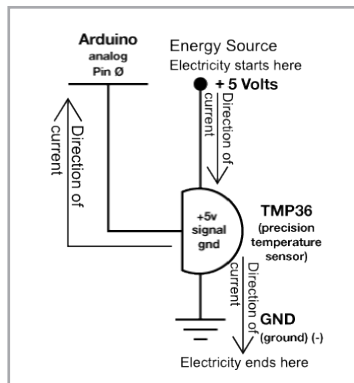 Arduino
analog
Pin Ø
Energy Source
Electricity starts here
+ 5 Volts
Direction of
current
Direction of
current
+5v
signal
gnd
TMP36
(precision
temperature
sensor)
Direction of
current
GND
(ground) (-)
Electricity ends here